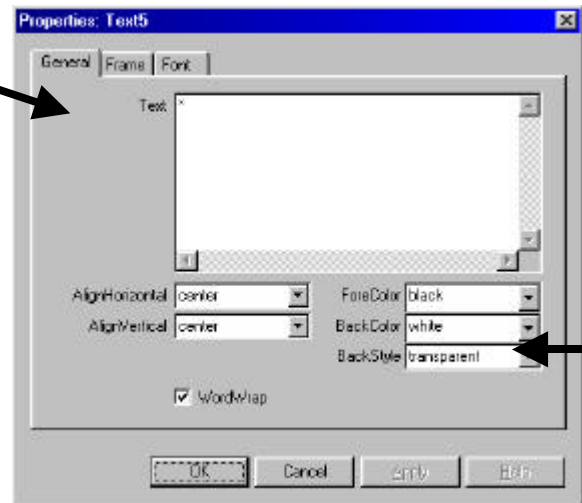 Properties: Text5
General Frame Font
Text *
AlignHorizontal center ForeColor black
AlignVertical center BackColor white
BackStyle transparent
WordWrap
OK Cancel Apply Help